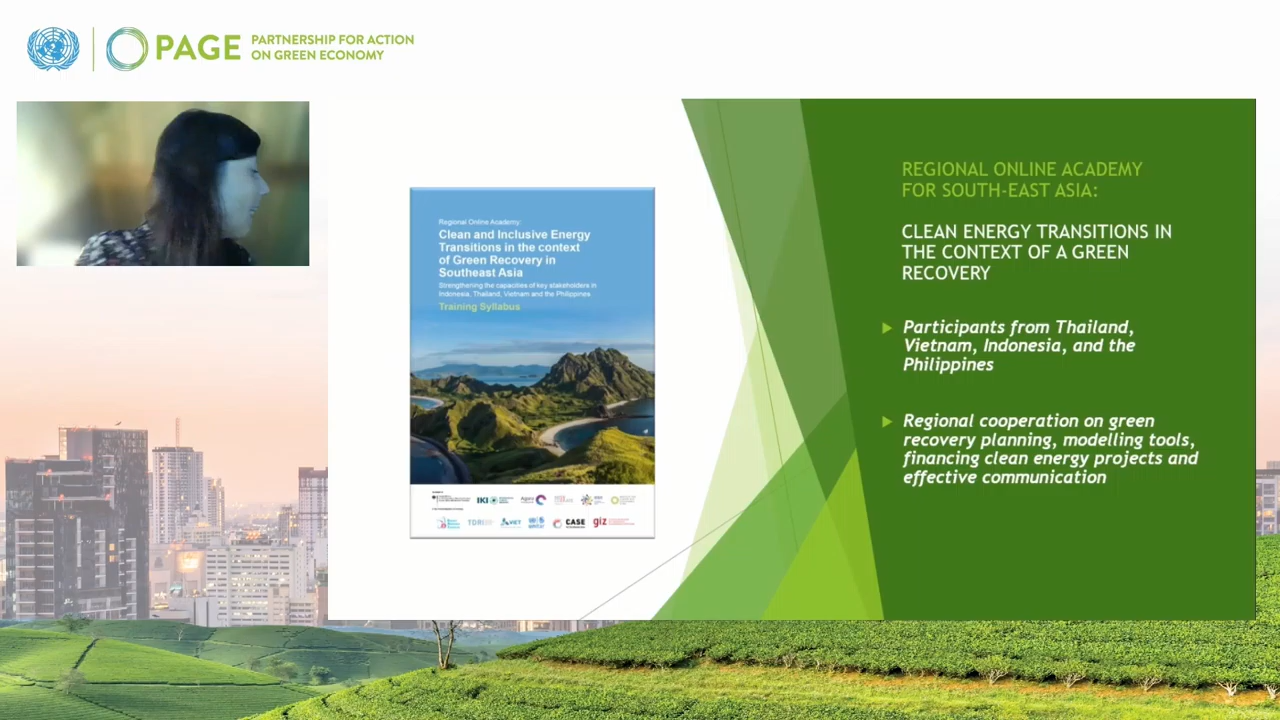 PAGE
PARTNERSHIP FOR ACTION
ON GREEN ECONOMY
Regional Online Academy:
Clean and Inclusive Energy
Transitions in the context
of Green Recovery in
Southeast Asia
Strengthening the capacities of key stakeholders in
Indonesia, Thailand, Vietnam and the Philippines
Training Syllabus
IKI
Agora
TDRI
VIET
CASE
giz
REGIONAL ONLINE ACADEMY
FOR SOUTH-EAST ASIA:
CLEAN ENERGY TRANSITIONS IN
THE CONTEXT OF A GREEN
RECOVERY
Participants from Thailand,
Vietnam, Indonesia, and the
Philippines
Regional cooperation on green
recovery planning, modelling tools,
financing clean energy projects and
effective communication